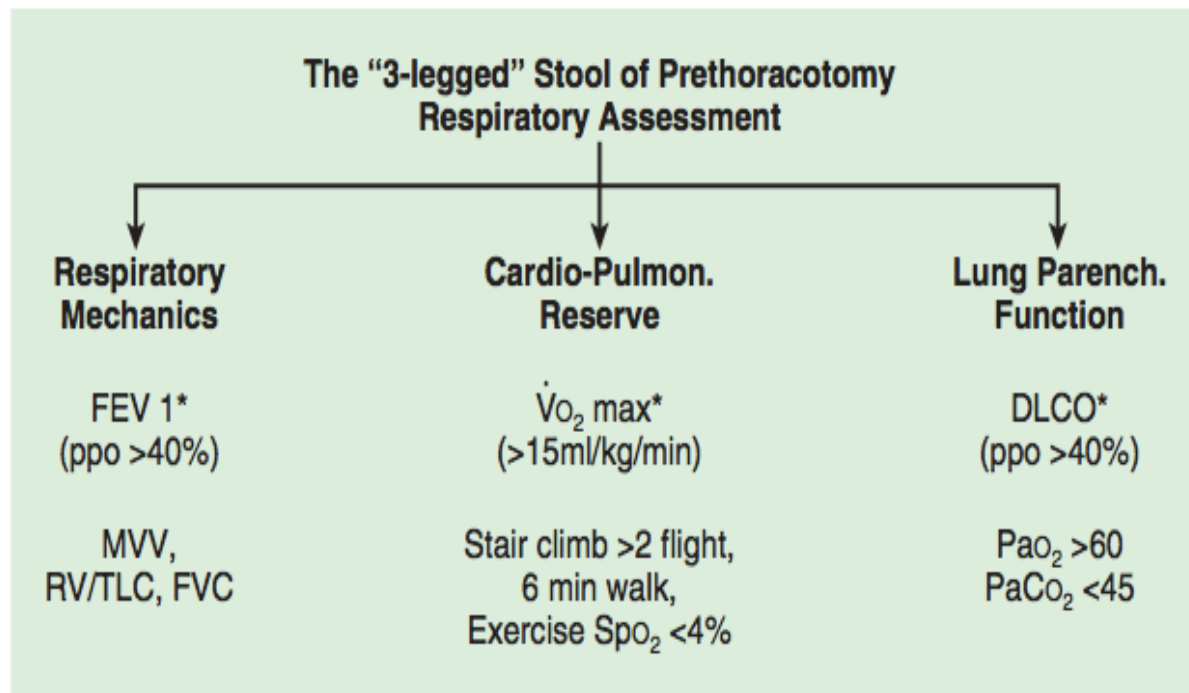 The “3-legged” Stool of Prethoracotomy
Respiratory Assessment
Respiratory
Mechanics
FEV 1*
(ppo >40%)
MVV,
RV/TLC, FVC
Cardio-Pulmon.
Reserve
V̇O₂ max*
(>15ml/kg/min)
Stair climb >2 flight,
6 min walk,
Exercise SpO₂ <4%
Lung Parench.
Function
DLCO*
(ppo >40%)
PaO₂ >60
PaCO₂ <45